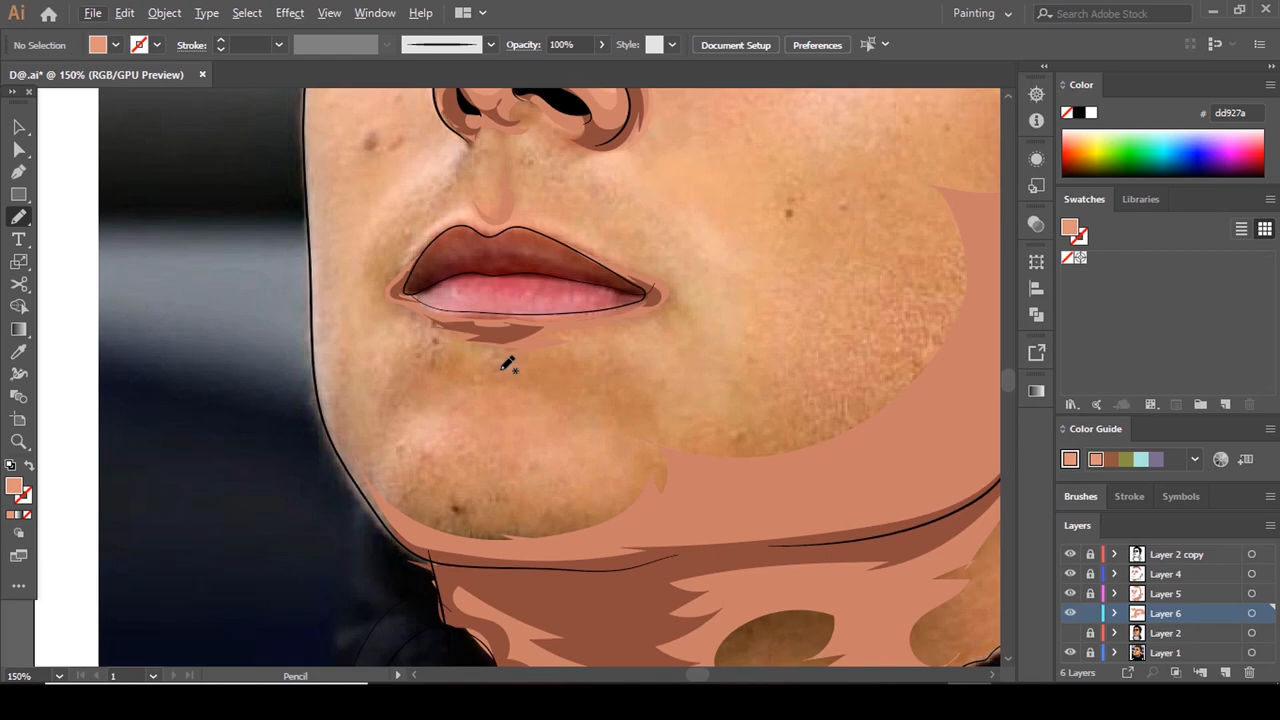 Ai File Edit Object Type Select Effect View Window Help Painting Search Adobe Stock
No Selection Stroke: Opacity: 100% Style: Document Setup Preferences
D@.ai* @ 150% (RGB/GPU Preview)
Color
# dd927a
Swatches Libraries
Color Guide
Brushes Stroke Symbols
Layers
Layer 2 copy
Layer 4
Layer 5
Layer 6
Layer 2
Layer 1
6 Layers
150% 1 Pencil